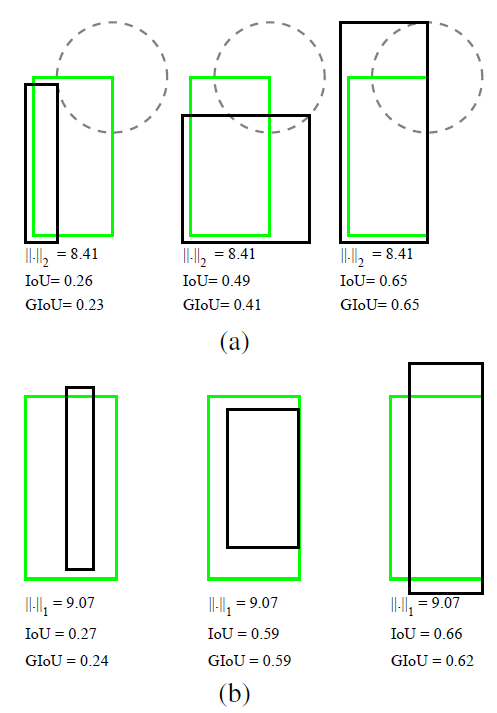 ||.||2 = 8.41 ||.||2 = 8.41 ||.||2 = 8.41
IoU= 0.26 IoU= 0.49 IoU= 0.65
GIoU= 0.23 GIoU= 0.41 GIoU= 0.65
(a)
||.||1 = 9.07 ||.||1 = 9.07 ||.||1 = 9.07
IoU = 0.27 IoU = 0.59 IoU = 0.66
GIoU = 0.24 GIoU = 0.59 GIoU = 0.62
(b)